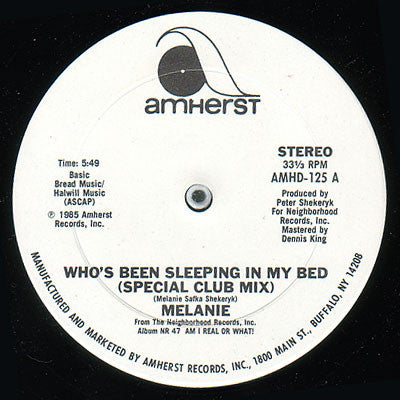 amherst
Time: 5:49
Basic
Bread Music/
Halwill Music
(ASCAP)
℗ 1985 Amherst
Records, Inc.
STEREO
33⅓ RPM
AMHD-125 A
Produced by
Peter Shekeryk
For Neighborhood
Records, Inc.
Mastered by
Dennis King
WHO'S BEEN SLEEPING IN MY BED
(SPECIAL CLUB MIX)
(Melanie Safka Shekeryk)
MELANIE
From The Neighborhood Records, Inc.
Album NR 47 AM I REAL OR WHAT!
MANUFACTURED AND MARKETED BY AMHERST RECORDS, INC., 1800 MAIN ST., BUFFALO, NY 14208